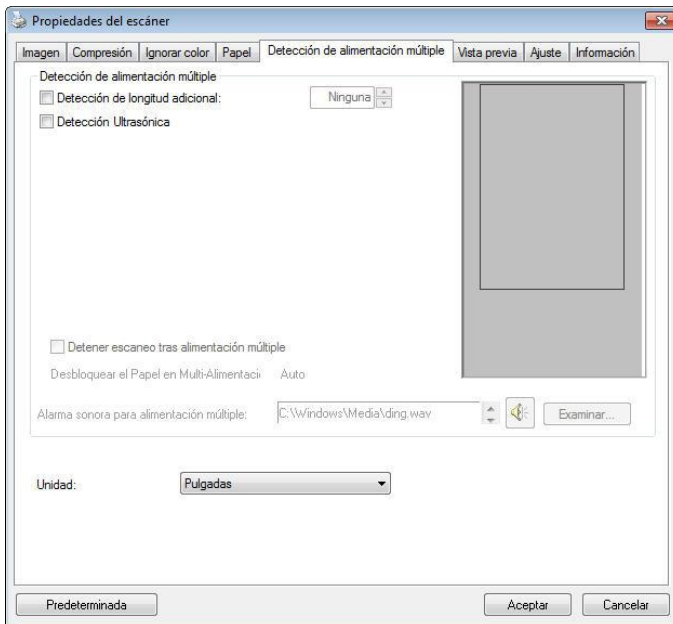 Propiedades del escáner
Imagen Compresión Ignorar color Papel Detección de alimentación múltiple Vista previa Ajuste Información
Detección de alimentación múltiple
Detección de longitud adicional: Ninguna
Detección Ultrasónica
Detener escaneo tras alimentación múltiple
Desbloquear el Papel en Multi-Alimentaci Auto
Alarma sonora para alimentación múltiple: C:\Windows\Media\ding.wav Examinar...
Unidad: Pulgadas
Predeterminada Aceptar Cancelar